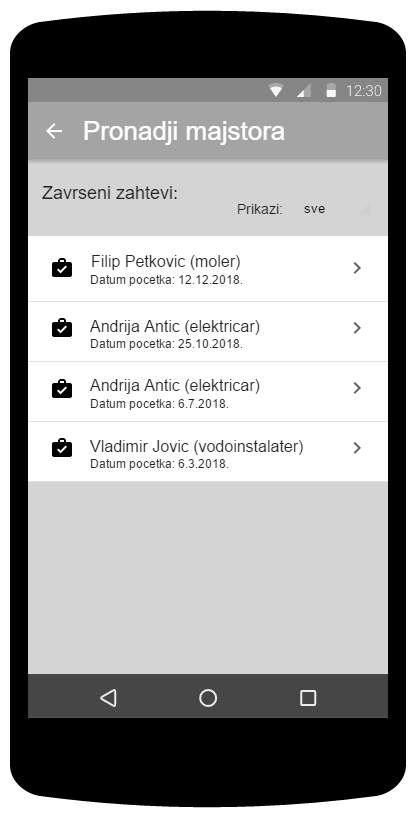 12:30
Pronadji majstora
Zavrseni zahtevi:
Prikazi: sve
Filip Petkovic (moler)
Datum pocetka: 12.12.2018.
Andrija Antic (elektricar)
Datum pocetka: 25.10.2018.
Andrija Antic (elektricar)
Datum pocetka: 6.7.2018.
Vladimir Jovic (vodoinstalater)
Datum pocetka: 6.3.2018.